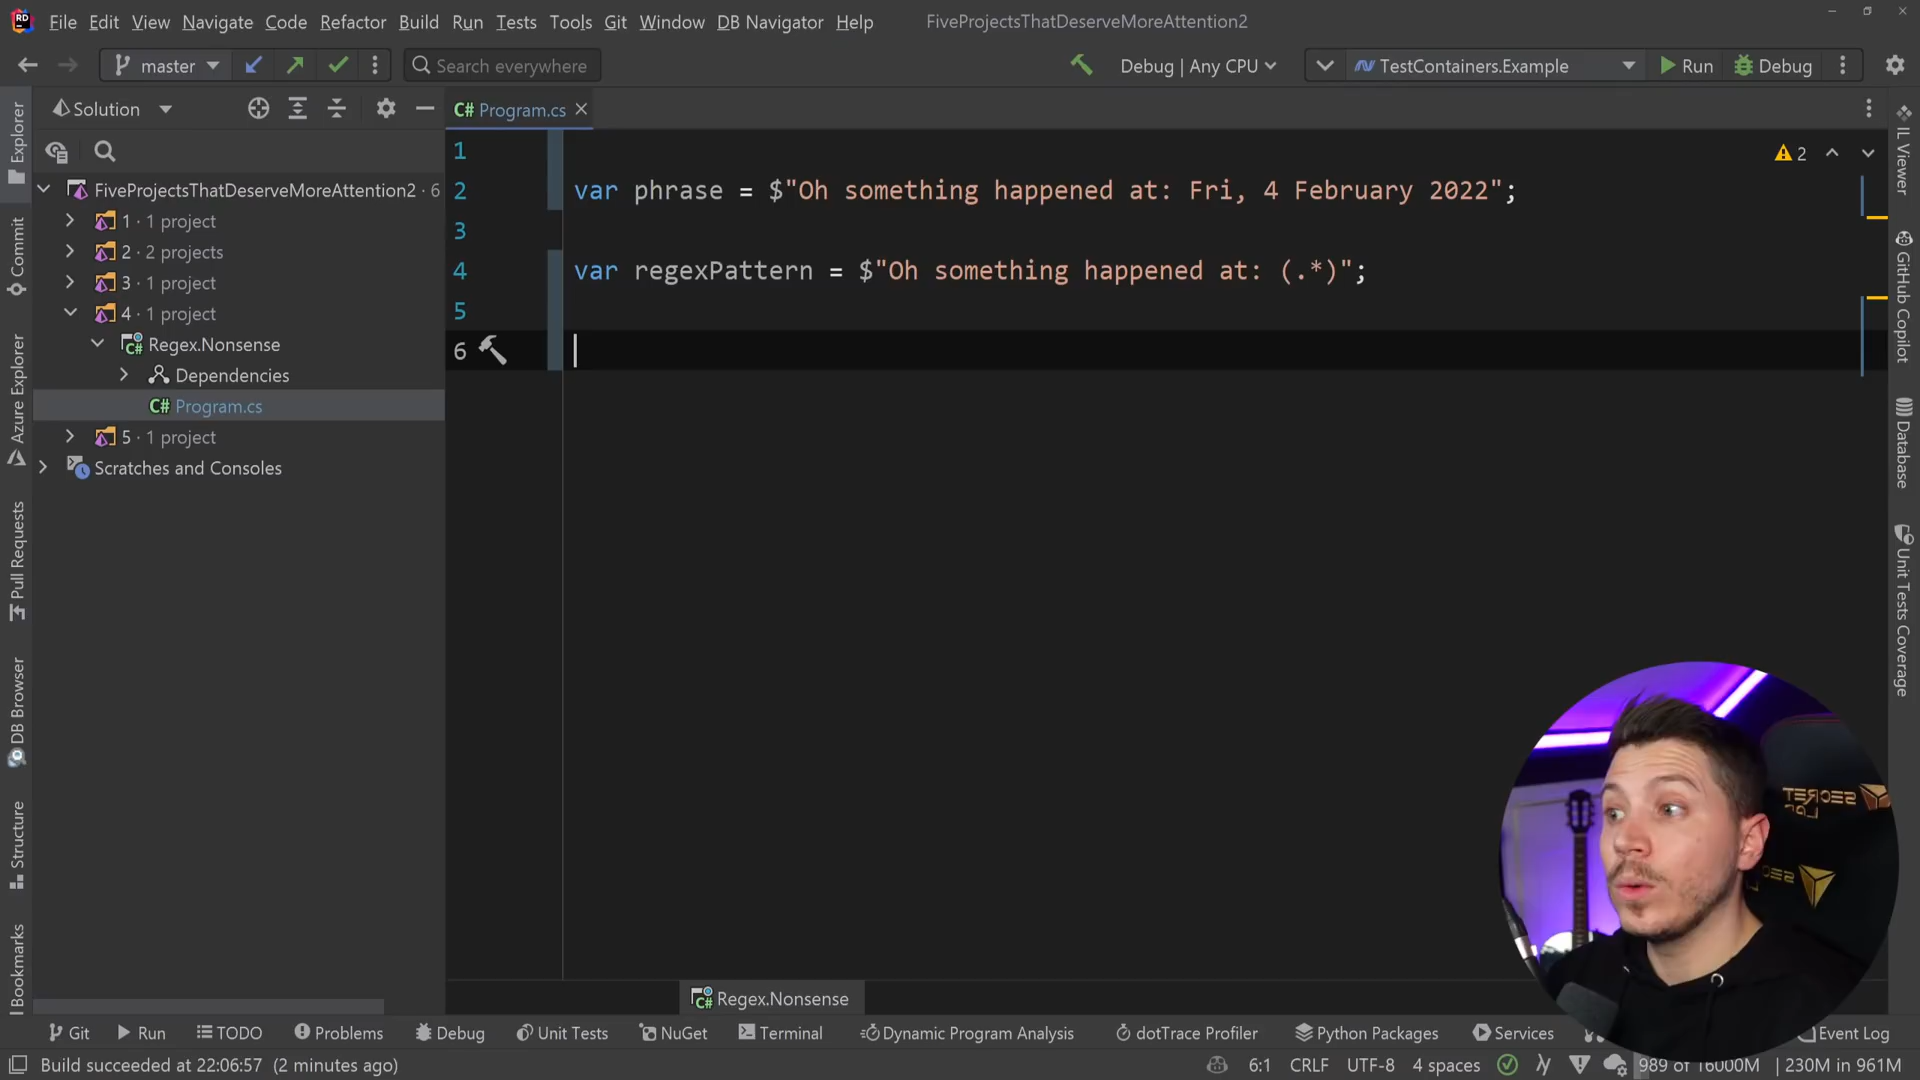 File Edit View Navigate Code Refactor Build Run Tests Tools Git Window DB Navigator Help FiveProjectsThatDeserveMoreAttention2
master Search everywhere Debug | Any CPU TestContainers.Example Run Debug
Solution
C# Program.cs
FiveProjectsThatDeserveMoreAttention2 · 6
1 · 1 project
2 · 2 projects
3 · 1 project
4 · 1 project
Regex.Nonsense
Dependencies
C# Program.cs
5 · 1 project
Scratches and Consoles
1
2 var phrase = $"Oh something happened at: Fri, 4 February 2022";
3
4 var regexPattern = $"Oh something happened at: (.*)";
5
6
2
Explorer
Commit
Azure Explorer
Pull Requests
DB Browser
Structure
Bookmarks
IL Viewer
GitHub Copilot
Database
Unit Tests Coverage
SECRET
Regex.Nonsense
Git Run TODO Problems Debug Unit Tests NuGet Terminal Dynamic Program Analysis dotTrace Profiler Python Packages Services Event Log
Build succeeded at 22:06:57 (2 minutes ago) 6:1 CRLF UTF-8 4 spaces 989 of 16000M 230M in 961M